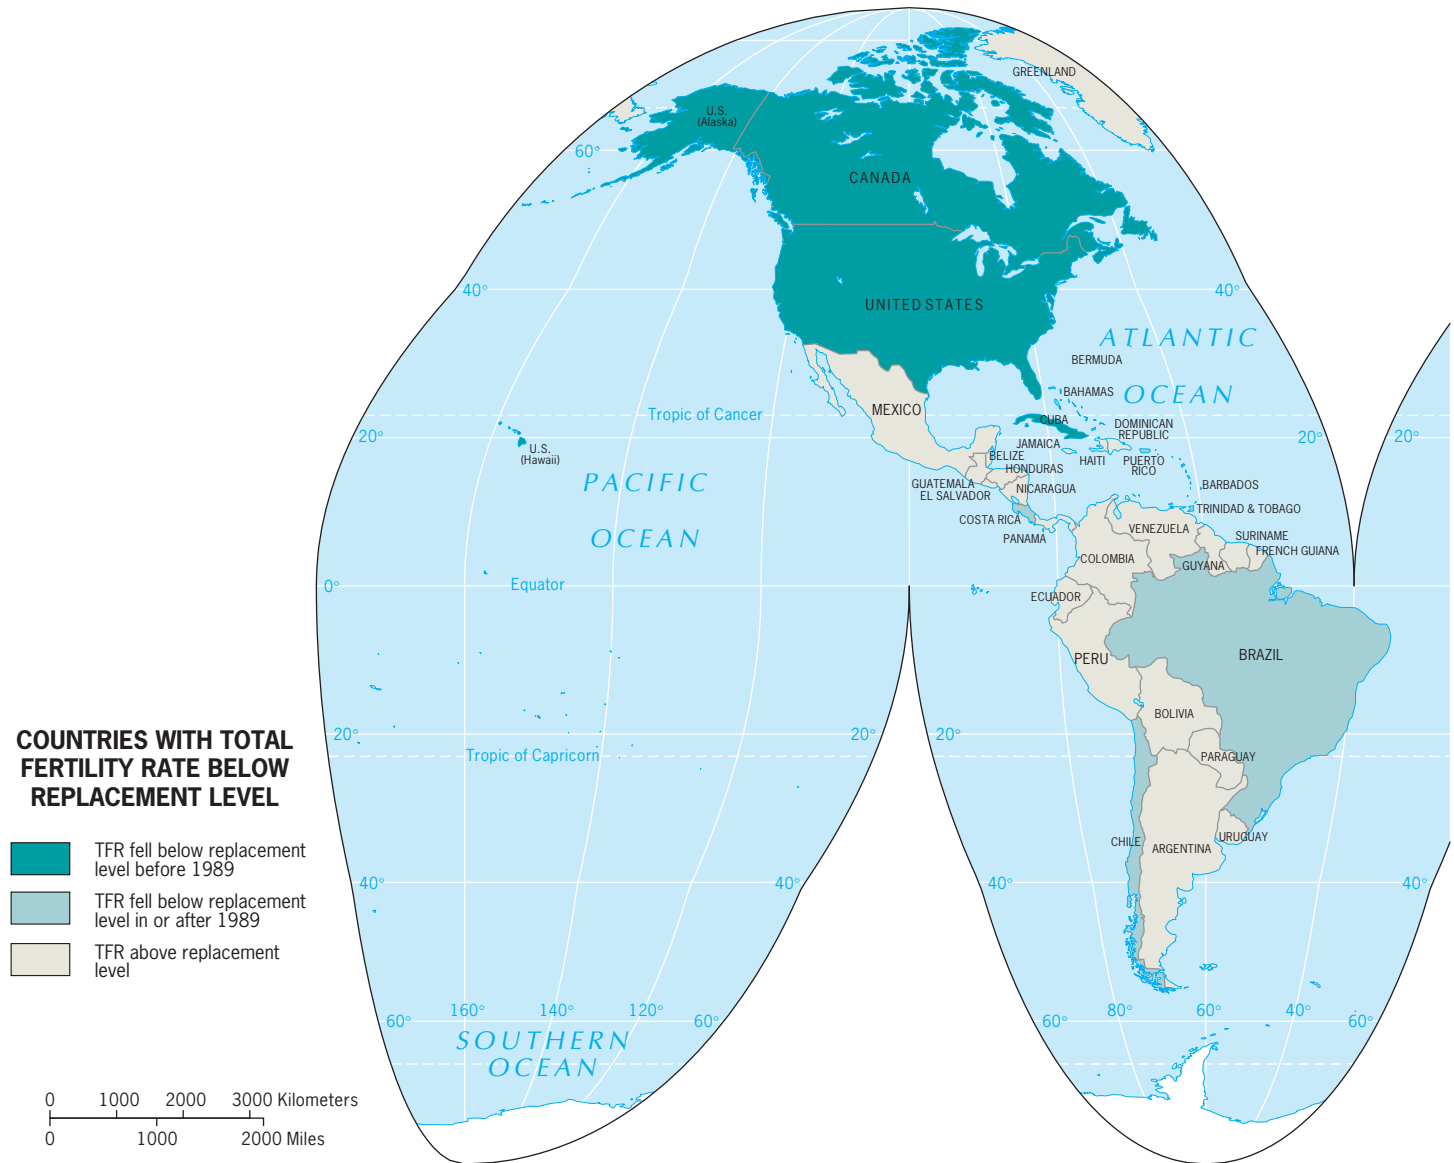 GREENLAND
U.S.
(Alaska)
60°
CANADA
40°
40°
UNITED STATES
ATLANTIC
OCEAN
BERMUDA
BAHAMAS
Tropic of Cancer
MEXICO
CUBA
DOMINICAN
REPUBLIC
20°
20°
20°
U.S.
(Hawaii)
JAMAICA
BELIZE
HAITI
PUERTO
RICO
HONDURAS
PACIFIC
OCEAN
GUATEMALA
EL SALVADOR
NICARAGUA
BARBADOS
COSTA RICA
TRINIDAD & TOBAGO
PANAMA
VENEZUELA
SURINAME
FRENCH GUIANA
COLOMBIA
GUYANA
0°
Equator
ECUADOR
PERU
BRAZIL
BOLIVIA
20°
20°
20°
Tropic of Capricorn
PARAGUAY
CHILE
URUGUAY
ARGENTINA
40°
40°
40°
40°
COUNTRIES WITH TOTAL
FERTILITY RATE BELOW
REPLACEMENT LEVEL
TFR fell below replacement
level before 1989
TFR fell below replacement
level in or after 1989
TFR above replacement
level
60°
160°
140°
120°
60°
60°
80°
60°
40°
60°
SOUTHERN
OCEAN
0 1000 2000 3000 Kilometers
0 1000 2000 Miles